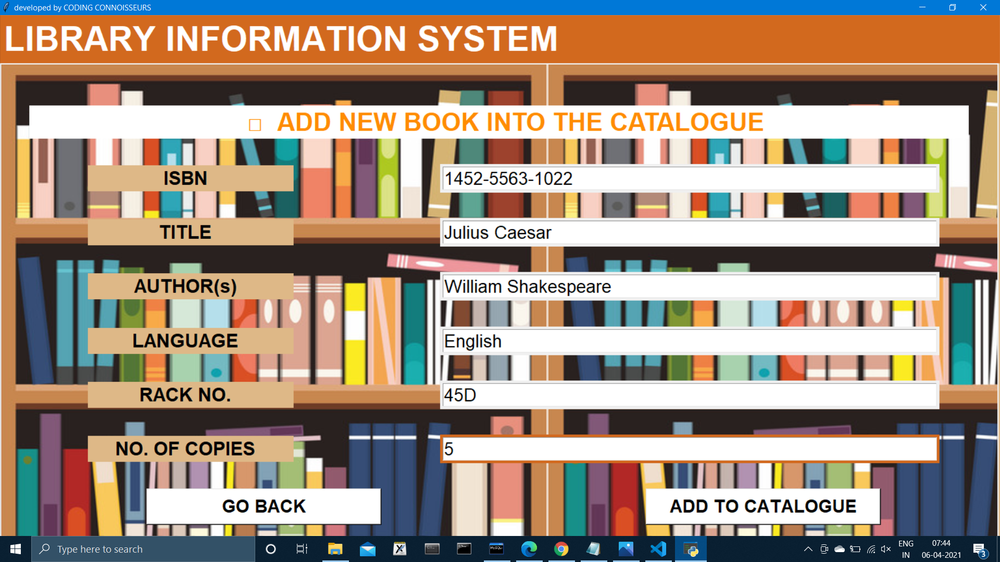 developed by CODING CONNOISSEURS
LIBRARY INFORMATION SYSTEM
ADD NEW BOOK INTO THE CATALOGUE
ISBN 1452-5563-1022
TITLE Julius Caesar
AUTHOR(s) William Shakespeare
LANGUAGE English
RACK NO. 45D
NO. OF COPIES 5
GO BACK ADD TO CATALOGUE
Type here to search
ENG 07:44
IN 06-04-2021 3